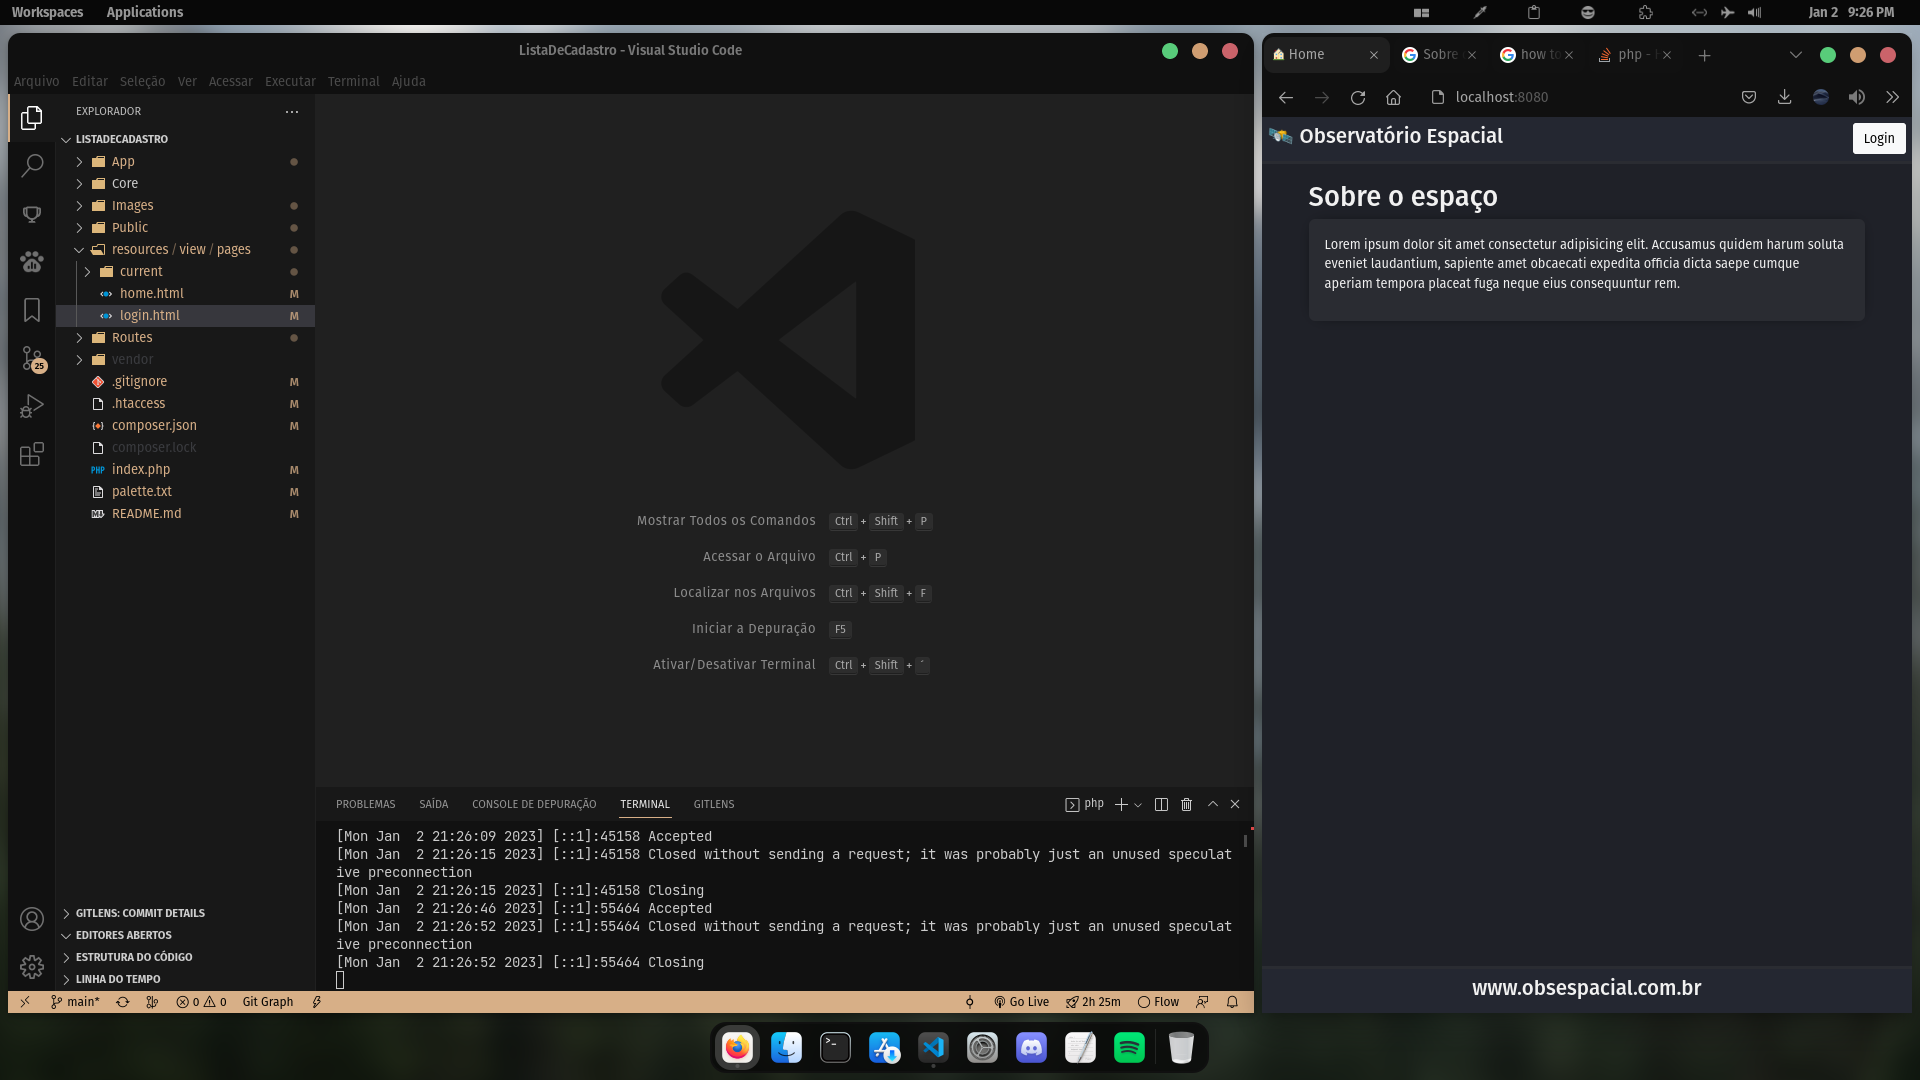 Workspaces Applications
Jan 2 9:26 PM
ListaDeCadastro - Visual Studio Code
Arquivo Editar Seleção Ver Acessar Executar Terminal Ajuda
EXPLORADOR
LISTADECADASTRO
App
Core
Images
Public
resources / view / pages
current
home.html M
login.html M
Routes
vendor
.gitignore M
.htaccess M
composer.json M
composer.lock
PHP index.php M
palette.txt M
README.md M
25
GITLENS: COMMIT DETAILS
EDITORES ABERTOS
ESTRUTURA DO CÓDIGO
LINHA DO TEMPO
Mostrar Todos os Comandos Ctrl + Shift + P
Acessar o Arquivo Ctrl + P
Localizar nos Arquivos Ctrl + Shift + F
Iniciar a Depuração F5
Ativar/Desativar Terminal Ctrl + Shift + ´
PROBLEMAS SAÍDA CONSOLE DE DEPURAÇÃO TERMINAL GITLENS
php
[Mon Jan  2 21:26:09 2023] [::1]:45158 Accepted
[Mon Jan  2 21:26:15 2023] [::1]:45158 Closed without sending a request; it was probably just an unused speculat
ive preconnection
[Mon Jan  2 21:26:15 2023] [::1]:45158 Closing
[Mon Jan  2 21:26:46 2023] [::1]:55464 Accepted
[Mon Jan  2 21:26:52 2023] [::1]:55464 Closed without sending a request; it was probably just an unused speculat
ive preconnection
[Mon Jan  2 21:26:52 2023] [::1]:55464 Closing
main* 0 0 Git Graph
Go Live 2h 25m Flow
Home
Sobre
how to
php -
localhost:8080
Observatório Espacial
Login
Sobre o espaço
Lorem ipsum dolor sit amet consectetur adipisicing elit. Accusamus quidem harum soluta
eveniet laudantium, sapiente amet obcaecati expedita officia dicta saepe cumque
aperiam tempora placeat fuga neque eius consequuntur rem.
www.obsespacial.com.br